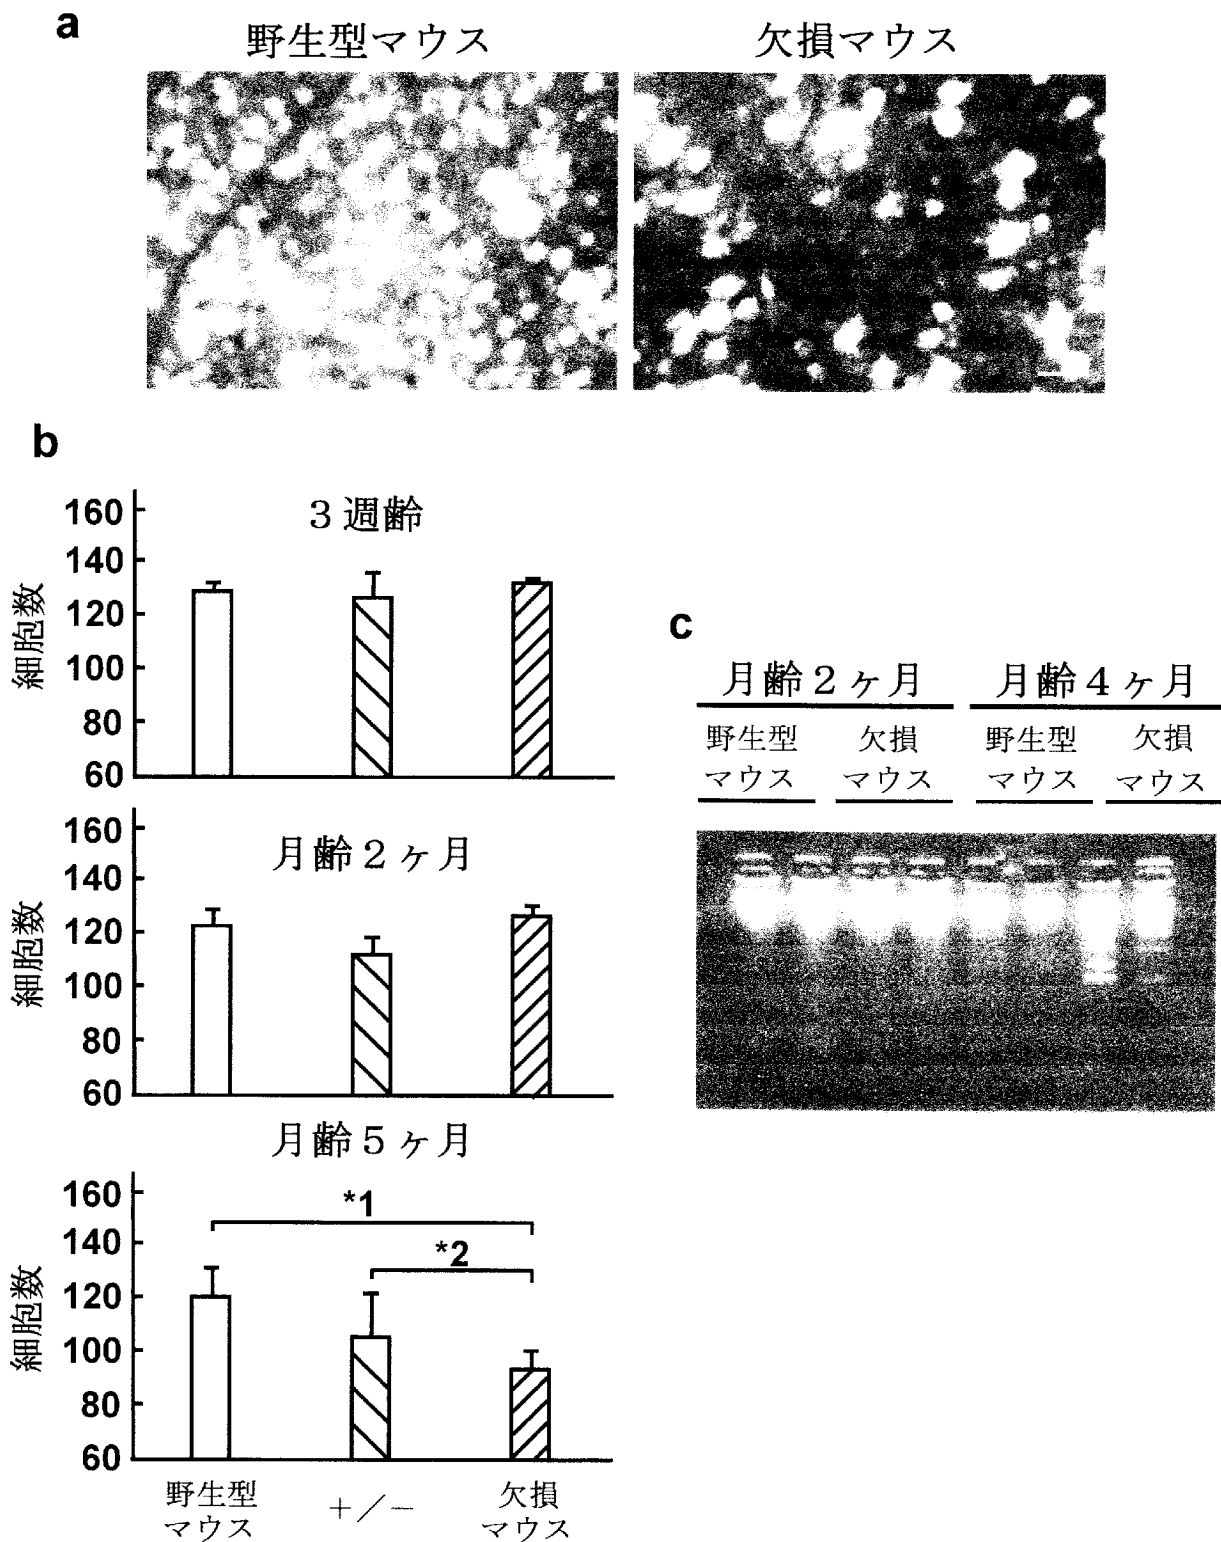 a
野生型マウス 欠損マウス
b
3週齢
160
140
120
100
80
60
細胞数
月齢2ヶ月
160
140
120
100
80
60
細胞数
月齢5ヶ月
160
140
120
100
80
60
細胞数
*1
*2
野生型
マウス
+/-
欠損
マウス
c
月齢2ヶ月 月齢4ヶ月
野生型 欠損 野生型 欠損
マウス マウス マウス マウス